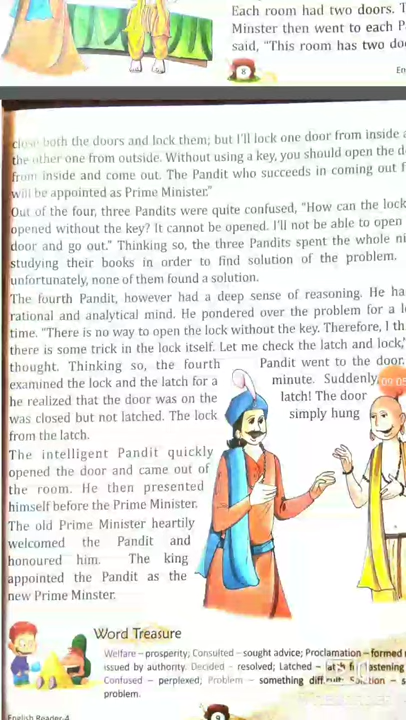 Each room had two doors. T
Minster then went to each P
said, "This room has two do
8
En
close both the doors and lock them; but I'll lock one door from inside a
the other one from outside. Without using a key, you should open the d
from inside and come out. The Pandit who succeeds in coming out f
will be appointed as Prime Minister."
Out of the four, three Pandits were quite confused, "How can the lock
opened without the key? It cannot be opened. I'll not be able to open
door and go out." Thinking so, the three Pandits spent the whole ni
studying their books in order to find solution of the problem.
unfortunately, none of them found a solution.
The fourth Pandit, however had a deep sense of reasoning. He ha
rational and analytical mind. He pondered over the problem for a l
time. "There is no way to open the lock without the key. Therefore, I th
there is some trick in the lock itself. Let me check the latch and lock,"
thought. Thinking so, the fourth Pandit went to the door.
examined the lock and the latch for a minute. Suddenly,
he realized that the door was on the latch! The door
was closed but not latched. The lock simply hung
from the latch.
The intelligent Pandit quickly
opened the door and came out of
the room. He then presented
himself before the Prime Minister.
The old Prime Minister heartily
welcomed the Pandit and
honoured him. The king
appointed the Pandit as the
new Prime Minster.
Word Treasure
Welfare – prosperity; Consulted – sought advice; Proclamation – formed
issued by authority. Decided – resolved; Latched –
Confused – perplexed; Problem – something
problem.
English Reader-4
9